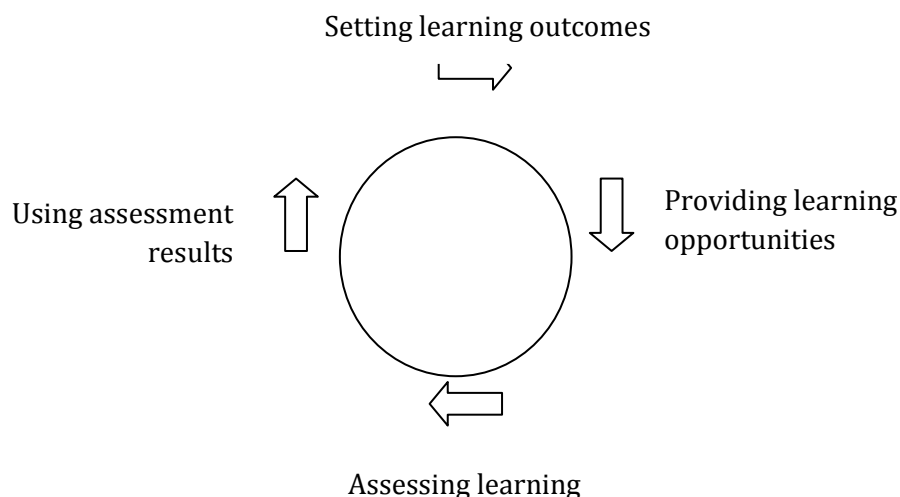 Setting learning outcomes
Using assessment
results
Providing learning
opportunities
Assessing learning